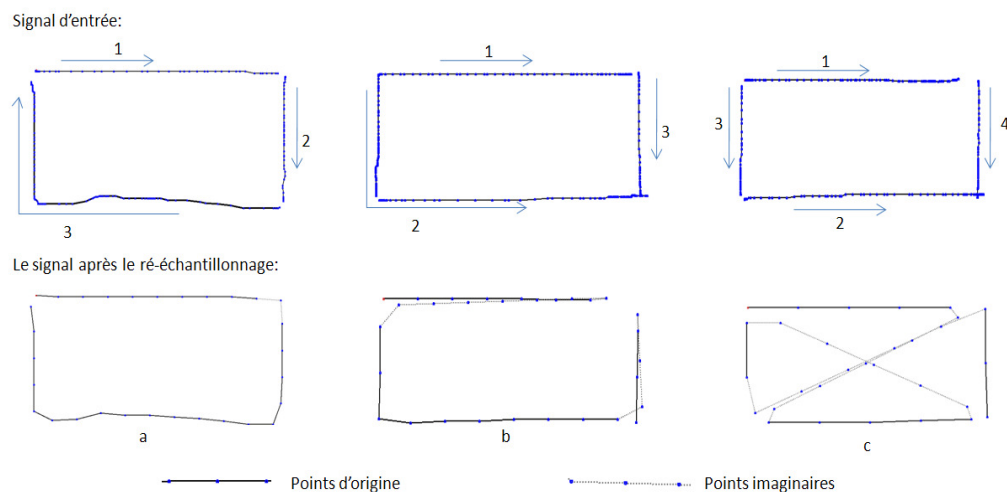 Signal d'entrée:
1
2
3
1
3
2
1
3
4
2
Le signal après le ré-échantillonnage:
a
b
c
Points d'origine
Points imaginaires